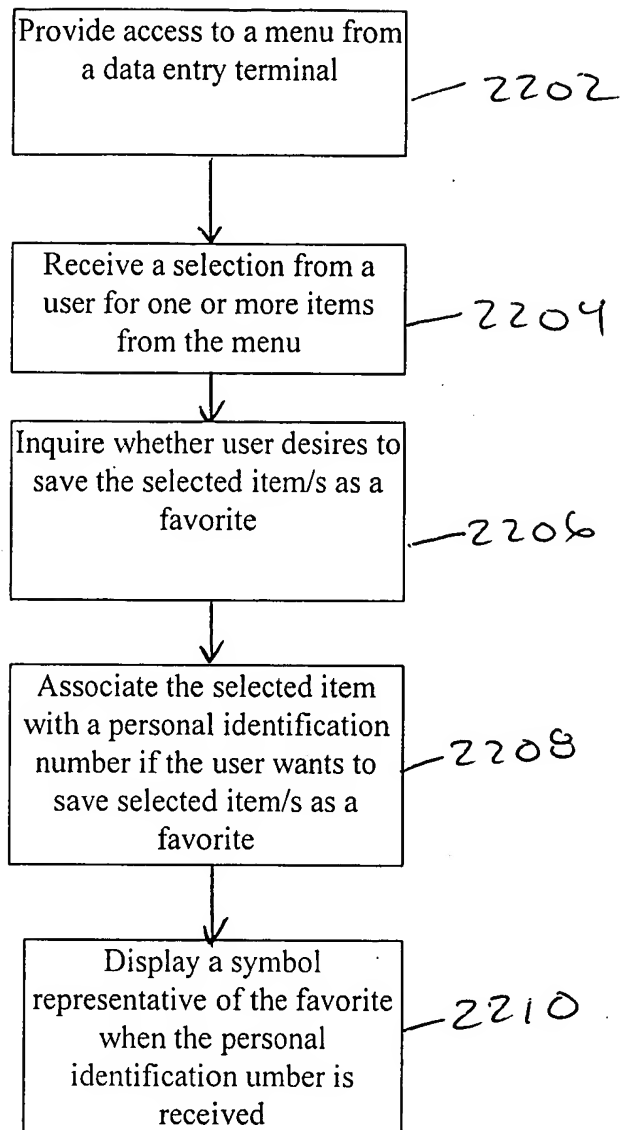 Provide access to a menu from
a data entry terminal
2202
Receive a selection from a
user for one or more items
from the menu
2204
Inquire whether user desires to
save the selected item/s as a
favorite
2206
Associate the selected item
with a personal identification
number if the user wants to
save selected item/s as a
favorite
2208
Display a symbol
representative of the favorite
when the personal
identification umber is
received
2210